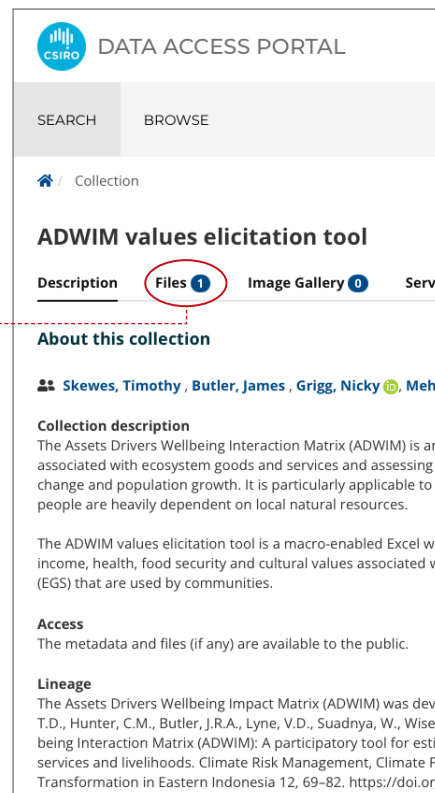 CSIRO
DATA ACCESS PORTAL
SEARCH BROWSE
/ Collection
ADWIM values elicitation tool
Description Files 1 Image Gallery 0 Serv
About this collection
Skewes, Timothy , Butler, James , Grigg, Nicky iD, Meh
Collection description
The Assets Drivers Wellbeing Interaction Matrix (ADWIM) is an
associated with ecosystem goods and services and assessing
change and population growth. It is particularly applicable to
people are heavily dependent on local natural resources.
The ADWIM values elicitation tool is a macro-enabled Excel w
income, health, food security and cultural values associated w
(EGS) that are used by communities.
Access
The metadata and files (if any) are available to the public.
Lineage
The Assets Drivers Wellbeing Impact Matrix (ADWIM) was dev
T.D., Hunter, C.M., Butler, J.R.A., Lyne, V.D., Suadnya, W., Wise
being Interaction Matrix (ADWIM): A participatory tool for esti
services and livelihoods. Climate Risk Management, Climate F
Transformation in Eastern Indonesia 12, 69–82. https://doi.or